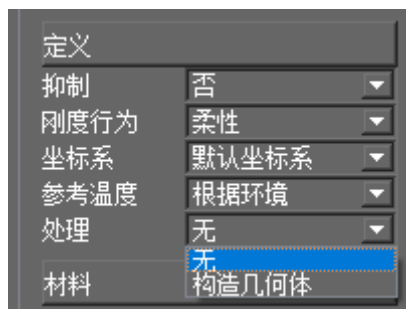 定义
抑制 否
刚度行为 柔性
坐标系 默认坐标系
参考温度 根据环境
处理 无
无
材料 构造几何体